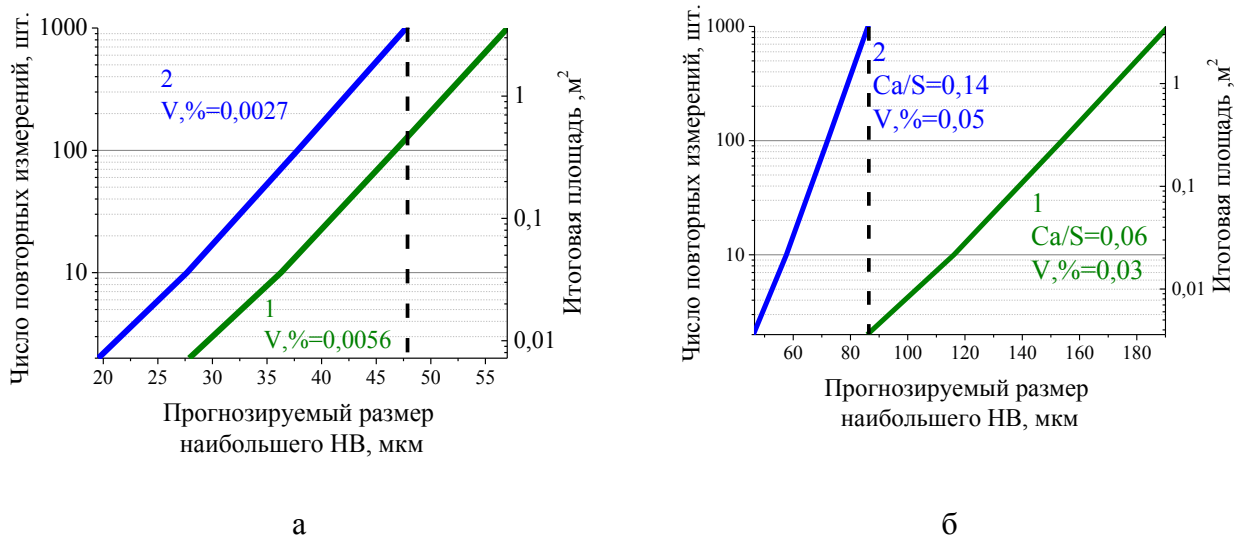 Число повторных измерений, шт.
1000
100
10
2
V,%=0,0027
1
V,%=0,0056
20 25 30 35 40 45 50 55
1
0,1
0,01
Итоговая площадь ,м²
Прогнозируемый размер
наибольшего НВ, мкм
а
Число повторных измерений, шт.
1000
100
10
2
Ca/S=0,14
V,%=0,05
1
Ca/S=0,06
V,%=0,03
60 80 100 120 140 160 180
1
0,1
0,01
Итоговая площадь ,м²
Прогнозируемый размер
наибольшего НВ, мкм
б